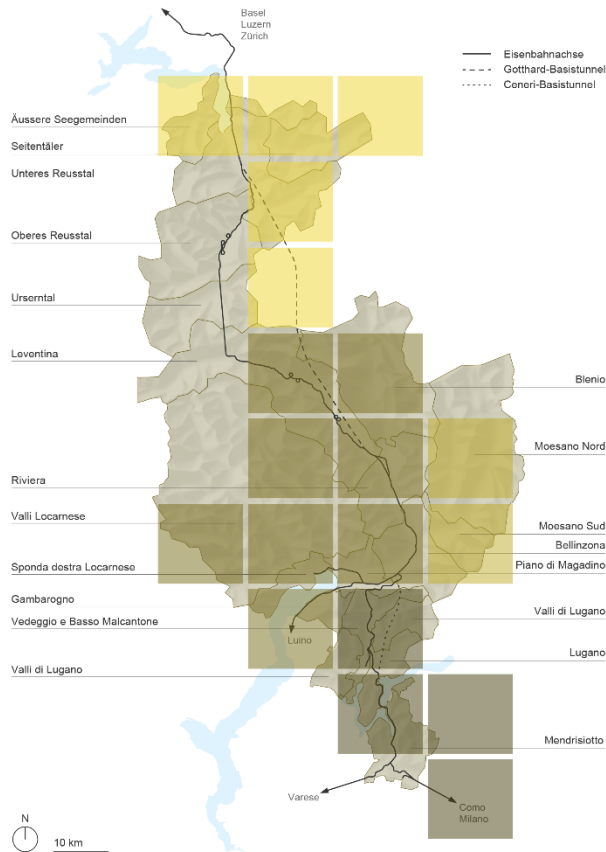 Basel
Luzern
Zürich
Eisenbahnachse
Gotthard-Basistunnel
Ceneri-Basistunnel
Äussere Seegemeinden
Seitentäler
Unteres Reusstal
Oberes Reusstal
Urserntal
Leventina
Blenio
Moesano Nord
Riviera
Valli Locarnese
Moesano Sud
Bellinzona
Sponda destra Locarnese
Piano di Magadino
Gambarogno
Valli di Lugano
Vedeggio e Basso Malcantone
Luino
Lugano
Valli di Lugano
Mendrisiotto
Varese
Como
Milano
N
10 km